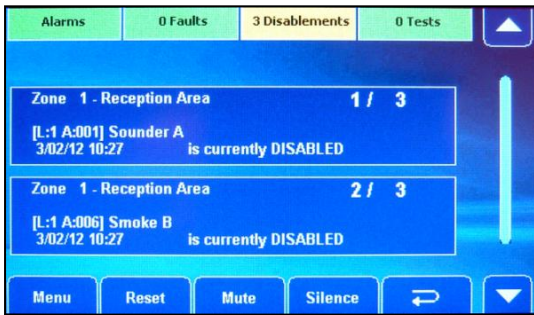 Alarms 0 Faults 3 Disablements 0 Tests
Zone 1 - Reception Area 1 / 3
[L:1 A:001] Sounder A
3/02/12 10:27 is currently DISABLED
Zone 1 - Reception Area 2 / 3
[L:1 A:006] Smoke B
3/02/12 10:27 is currently DISABLED
Menu Reset Mute Silence